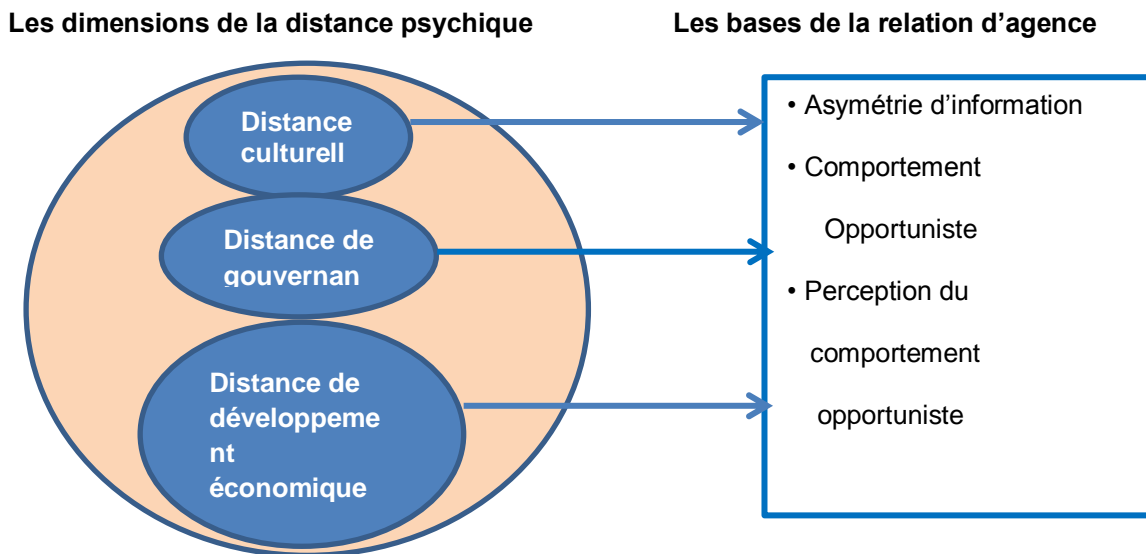 Les dimensions de la distance psychique
Les bases de la relation d’agence
Distance
culturell
Distance de
gouvernan
Distance de
développeme
nt
économique
• Asymétrie d’information
• Comportement
Opportuniste
• Perception du
comportement
opportuniste